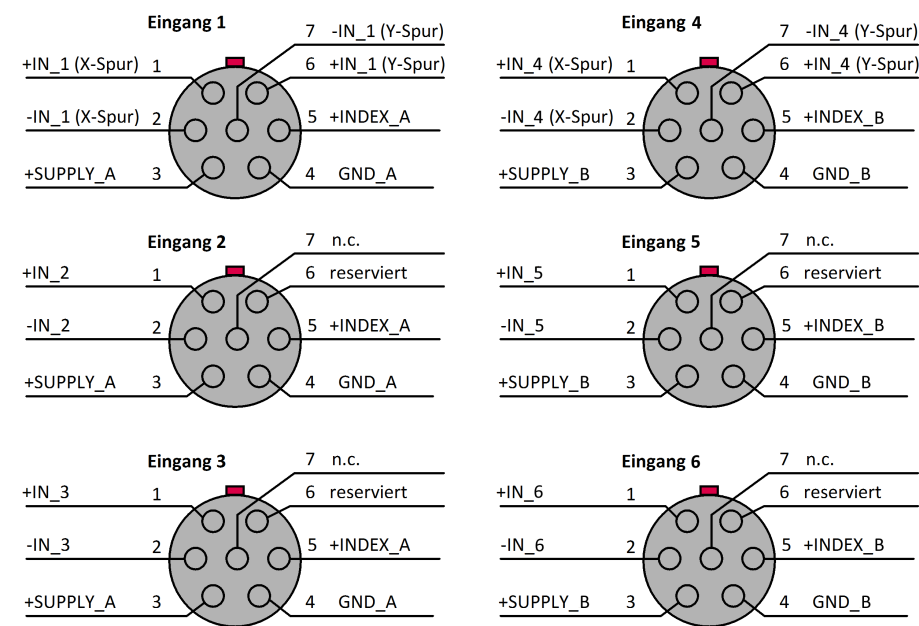 Eingang 1
7 -IN_1 (Y-Spur)
+IN_1 (X-Spur) 1
6 +IN_1 (Y-Spur)
-IN_1 (X-Spur) 2
5 +INDEX_A
+SUPPLY_A 3
4 GND_A
Eingang 4
7 -IN_4 (Y-Spur)
+IN_4 (X-Spur) 1
6 +IN_4 (Y-Spur)
-IN_4 (X-Spur) 2
5 +INDEX_B
+SUPPLY_B 3
4 GND_B
Eingang 2
7 n.c.
+IN_2 1
6 reserviert
-IN_2 2
5 +INDEX_A
+SUPPLY_A 3
4 GND_A
Eingang 5
7 n.c.
+IN_5 1
6 reserviert
-IN_5 2
5 +INDEX_B
+SUPPLY_B 3
4 GND_B
Eingang 3
7 n.c.
+IN_3 1
6 reserviert
-IN_3 2
5 +INDEX_A
+SUPPLY_A 3
4 GND_A
Eingang 6
7 n.c.
+IN_6 1
6 reserviert
-IN_6 2
5 +INDEX_B
+SUPPLY_B 3
4 GND_B